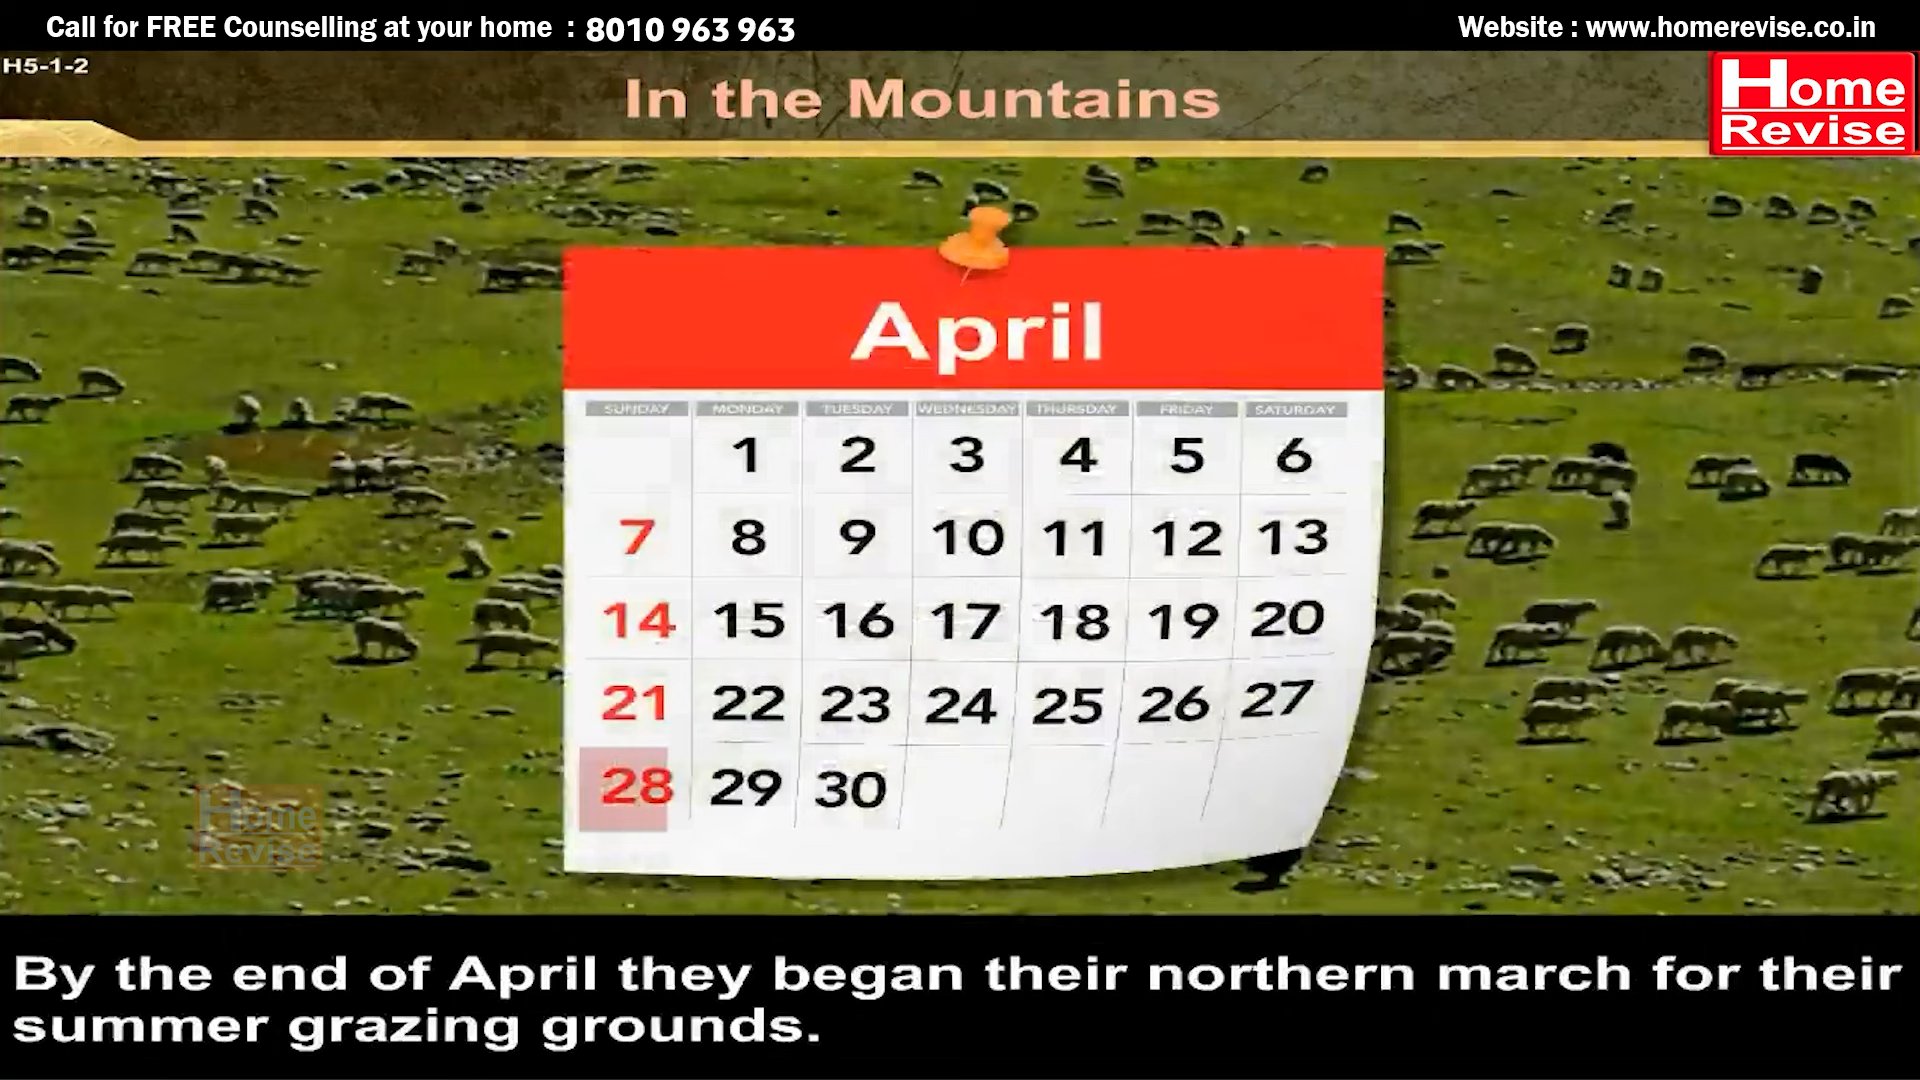 Call for FREE Counselling at your home : 8010 963 963
Website : www.homerevise.co.in
H5-1-2
In the Mountains
Home
Revise
April
SUNDAY MONDAY TUESDAY WEDNESDAY THURSDAY FRIDAY SATURDAY
1 2 3 4 5 6
7 8 9 10 11 12 13
14 15 16 17 18 19 20
21 22 23 24 25 26 27
28 29 30
Home
Revise
By the end of April they began their northern march for their
summer grazing grounds.